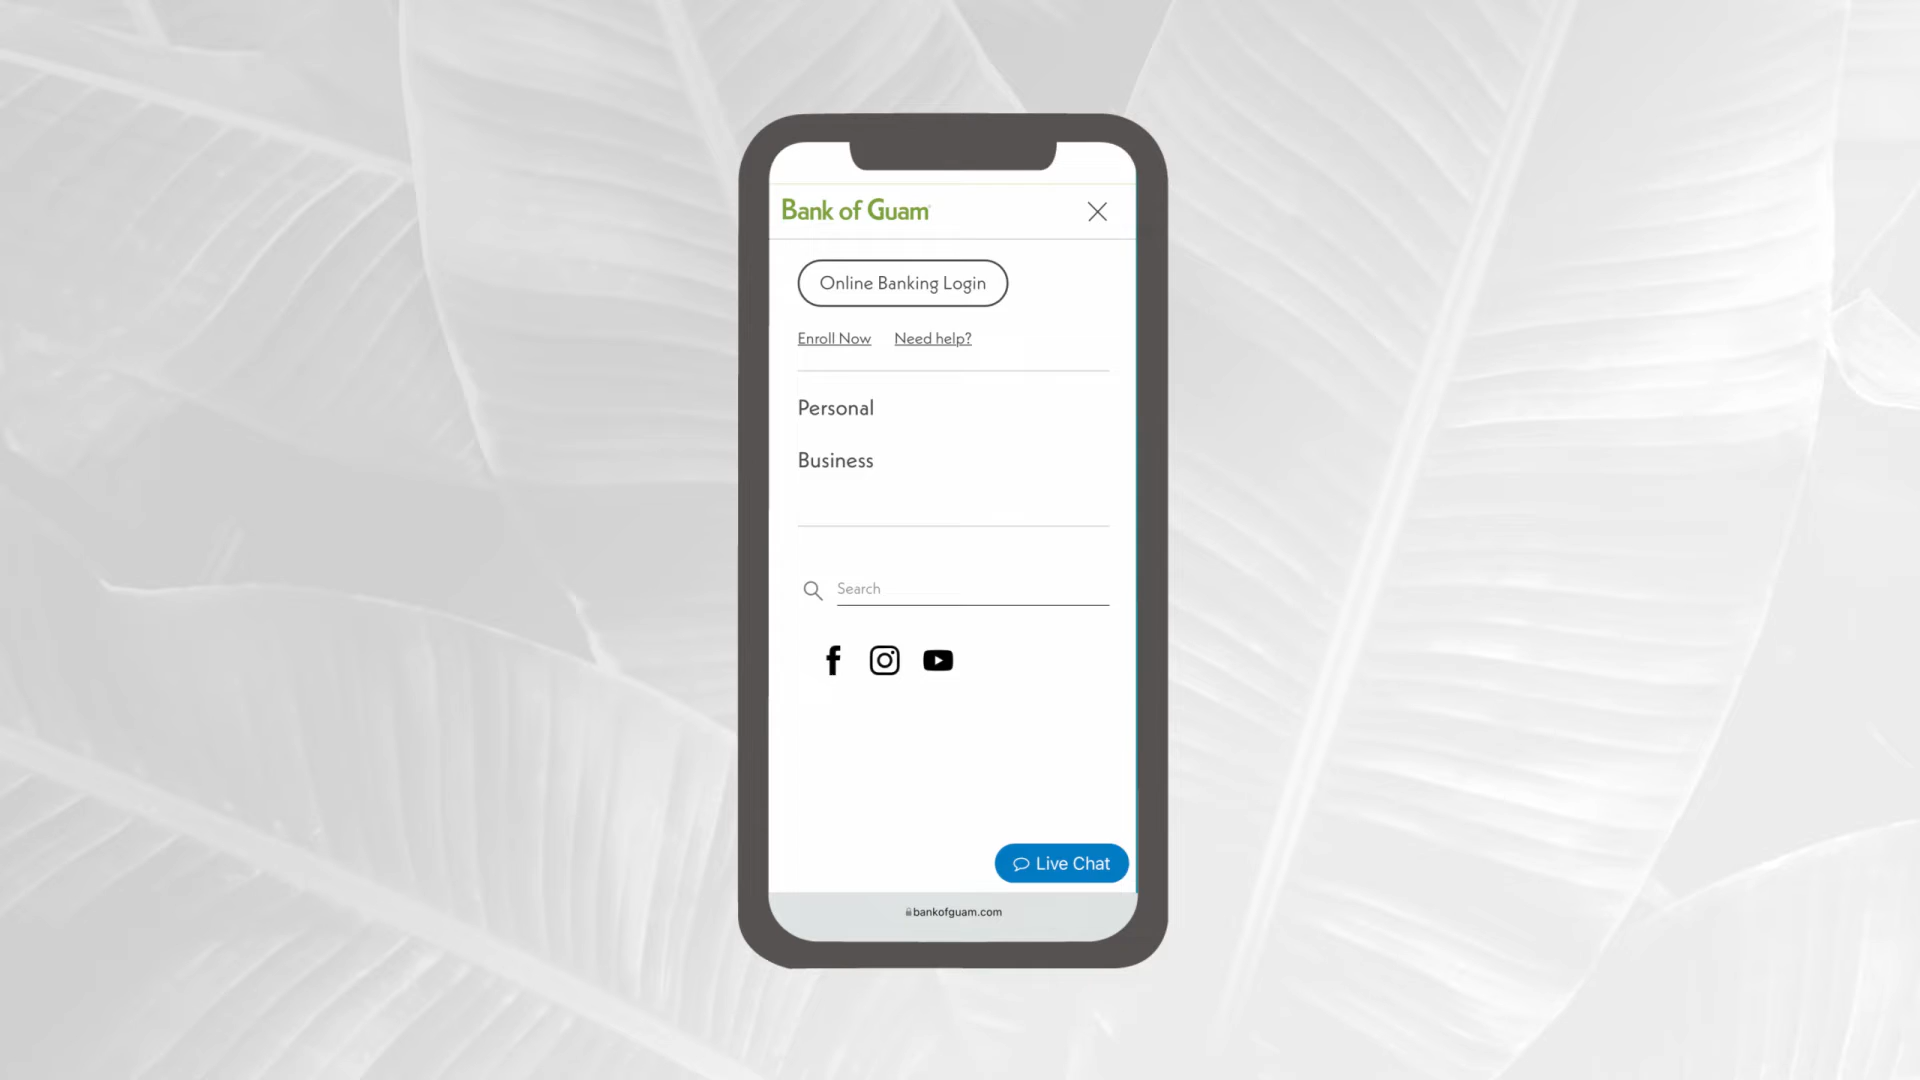 Bank of Guam
Online Banking Login
Enroll Now Need help?
Personal
Business
Search
Live Chat
bankofguam.com